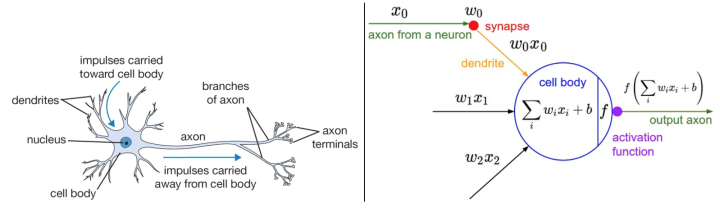 impulses carried
toward cell body
dendrites
nucleus
cell body
branches
of axon
axon
axon
terminals
impulses carried
away from cell body
x₀
w₀
axon from a neuron
synapse
w₀x₀
dendrite
cell body
w₁x₁
∑ᵢ wᵢxᵢ + b
f
w₂x₂
f(∑ᵢ wᵢxᵢ + b)
output axon
activation
function